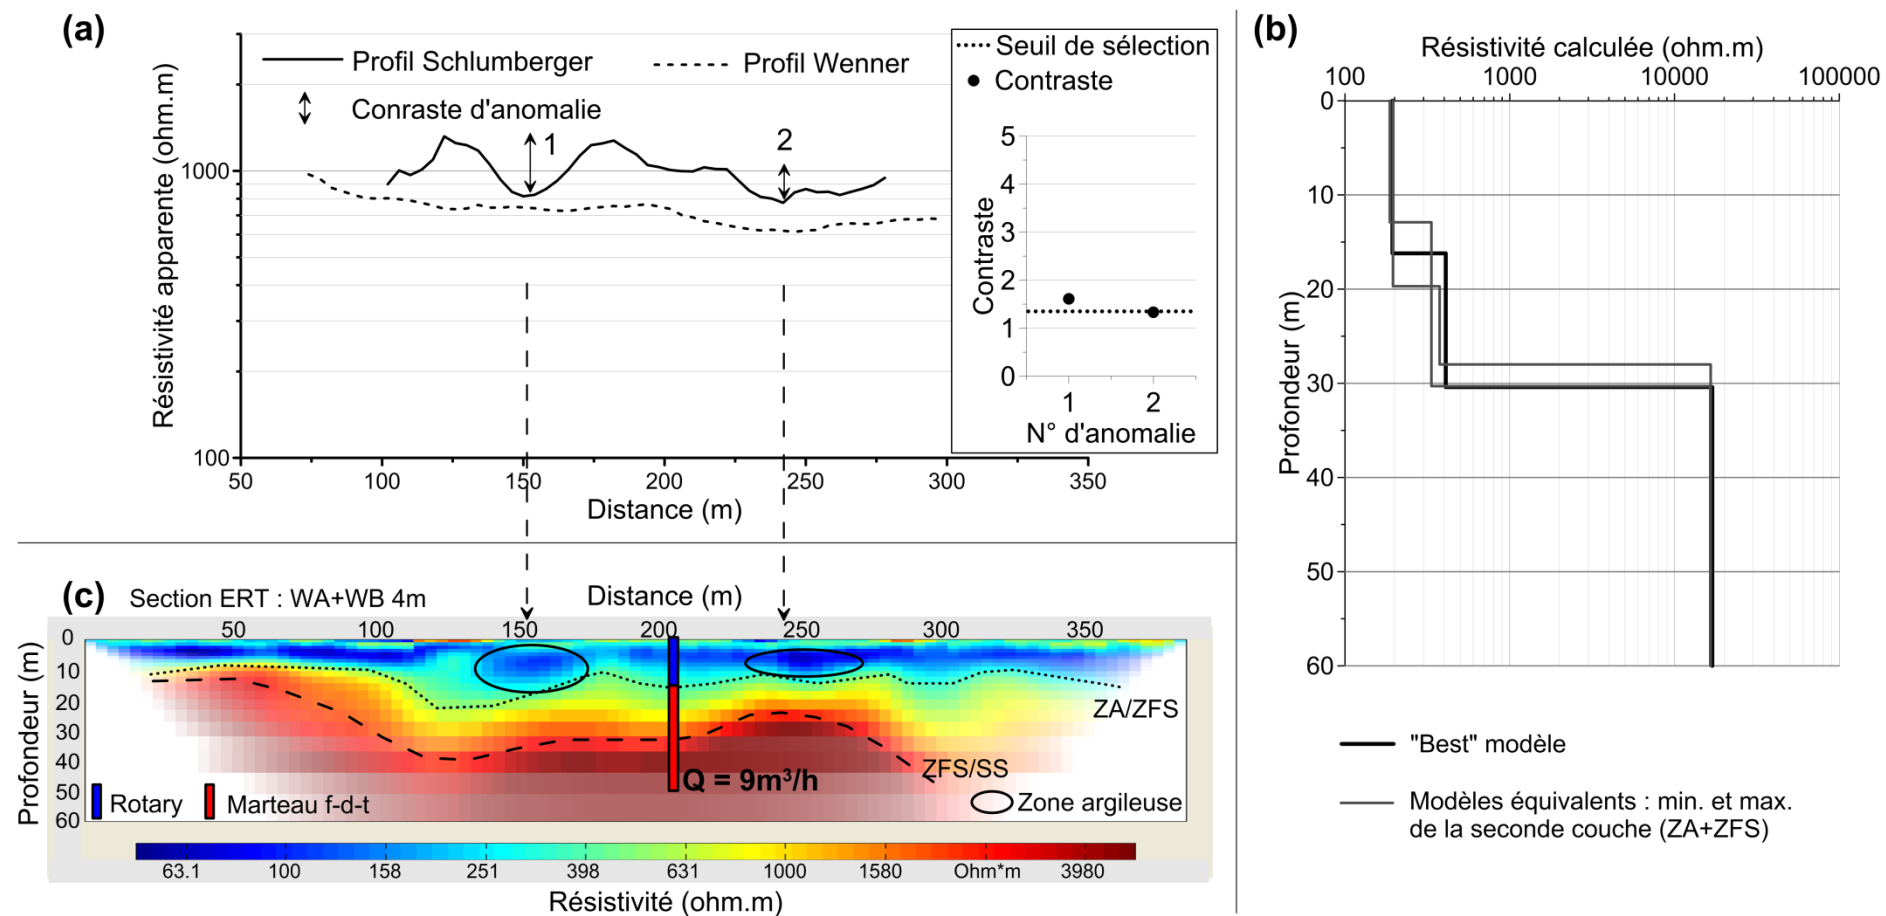 (a)
Profil Schlumberger
Profil Wenner
Conraste d'anomalie
1
2
Résistivité apparente (ohm.m)
1000
100
50
100
150
200
250
300
350
Distance (m)
Seuil de sélection
Contraste
Contraste
5
4
3
2
1
0
1
2
N° d'anomalie
(b)
Résistivité calculée (ohm.m)
100
1000
10000
100000
Profondeur (m)
0
10
20
30
40
50
60
"Best" modèle
Modèles équivalents : min. et max.
de la seconde couche (ZA+ZFS)
(c)
Section ERT : WA+WB 4m
Distance (m)
50
100
150
200
250
300
350
Profondeur (m)
0
10
20
30
40
50
60
ZA/ZFS
ZFS/SS
Q = 9m³/h
Rotary
Marteau f-d-t
Zone argileuse
63.1
100
158
251
398
631
1000
1580
Ohm*m
3980
Résistivité (ohm.m)